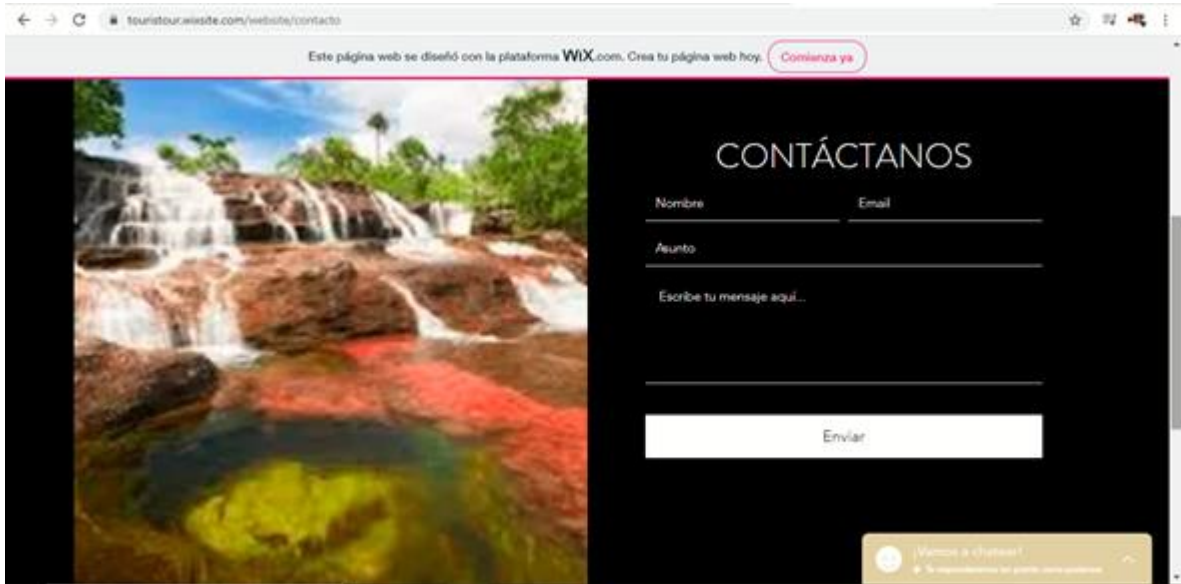 touristour.wixsite.com/website/contacto
Este página web se diseñó con la plataforma WiX.com. Crea tu página web hoy. Comienza ya
CONTÁCTANOS
Nombre Email
Asunto
Escribe tu mensaje aquí...
Enviar
¡Vamos a chatear!